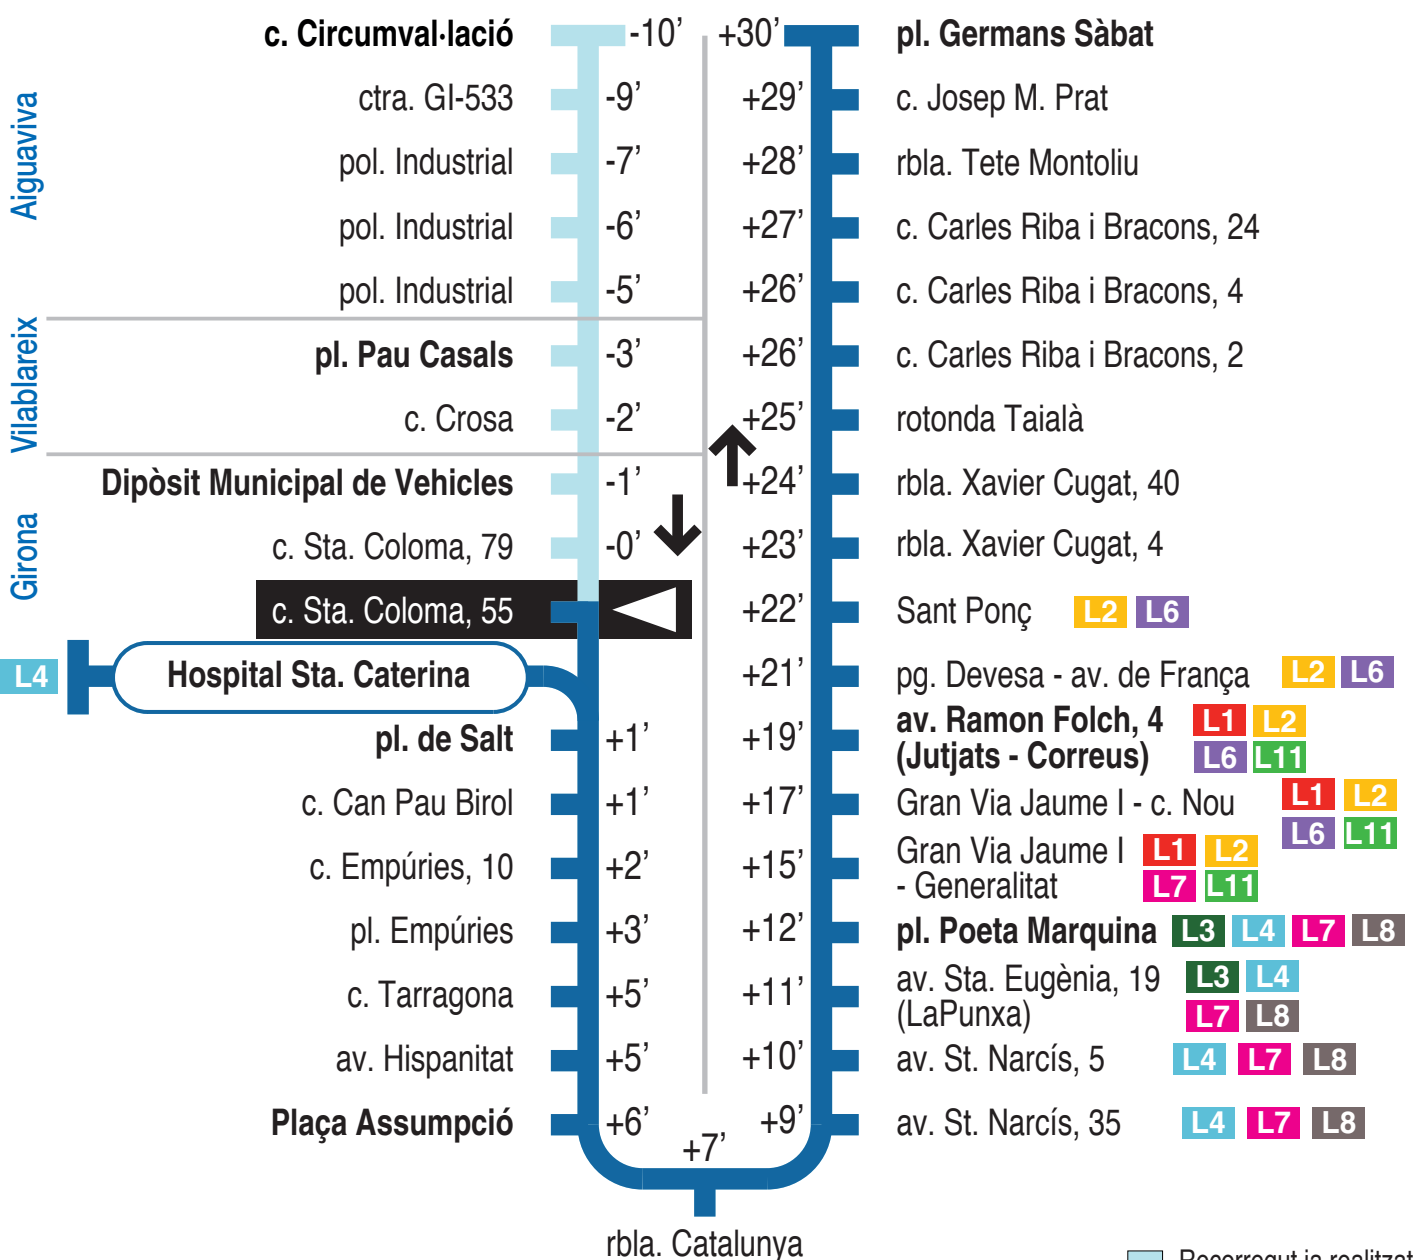 Aiguaviva
Vilablareix
Girona
c. Circumval·lació -10’
ctra. GI-533 -9’
pol. Industrial -7’
pol. Industrial -6’
pol. Industrial -5’
pl. Pau Casals -3’
c. Crosa -2’
Dipòsit Municipal de Vehicles -1’
c. Sta. Coloma, 79 -0’
c. Sta. Coloma, 55
L4 Hospital Sta. Caterina
pl. de Salt +1’
c. Can Pau Birol +1’
c. Empúries, 10 +2’
pl. Empúries +3’
c. Tarragona +5’
av. Hispanitat +5’
Plaça Assumpció +6’
+7’
rbla. Catalunya
+30’ pl. Germans Sàbat
+29’ c. Josep M. Prat
+28’ rbla. Tete Montoliu
+27’ c. Carles Riba i Bracons, 24
+26’ c. Carles Riba i Bracons, 4
+26’ c. Carles Riba i Bracons, 2
+25’ rotonda Taialà
+24’ rbla. Xavier Cugat, 40
+23’ rbla. Xavier Cugat, 4
+22’ Sant Ponç L2 L6
+21’ pg. Devesa - av. de França L2 L6
+19’ av. Ramon Folch, 4 L1 L2
(Jutjats - Correus) L6 L11
+17’ Gran Via Jaume I - c. Nou L1 L2
L6 L11
+15’ Gran Via Jaume I L1 L2
- Generalitat L7 L11
+12’ pl. Poeta Marquina L3 L4 L7 L8
+11’ av. Sta. Eugènia, 19 L3 L4
(LaPunxa) L7 L8
+10’ av. St. Narcís, 5 L4 L7 L8
+9’ av. St. Narcís, 35 L4 L7 L8
Recorregut ja realitzat